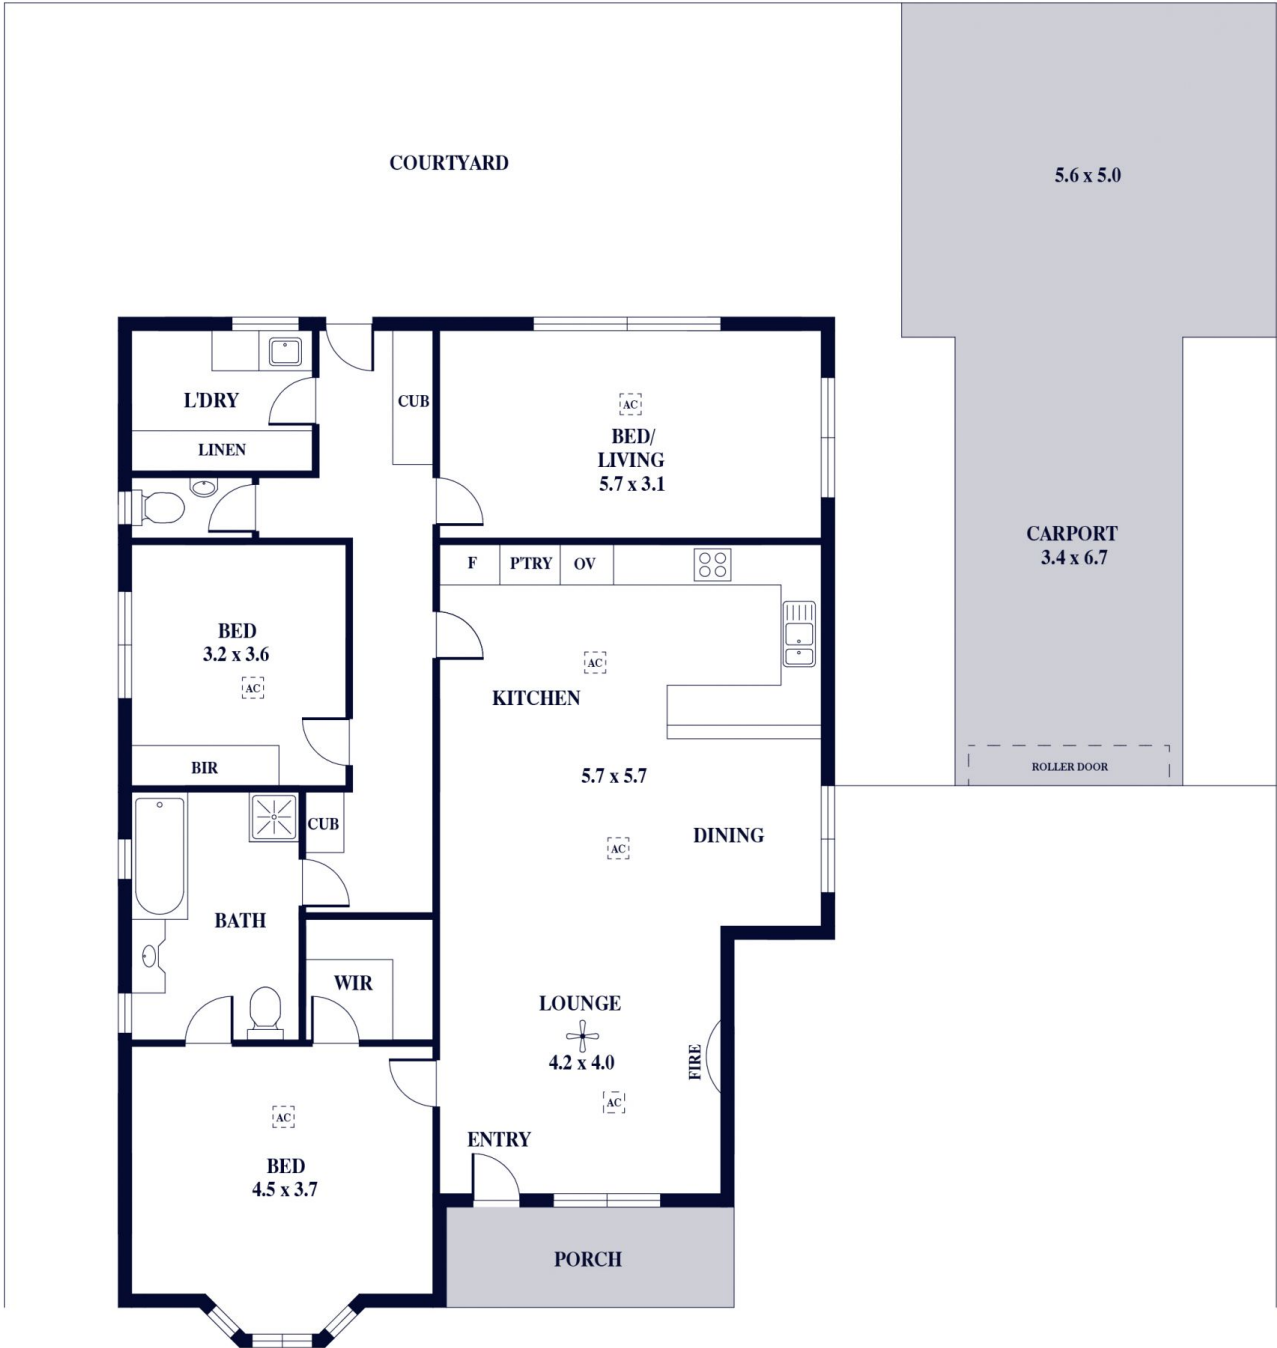 COURTYARD
5.6 x 5.0
L'DRY
LINEN
CUB
AC
BED/
LIVING
5.7 x 3.1
CARPORT
3.4 x 6.7
ROLLER DOOR
F
P'TRY
OV
BED
3.2 x 3.6
AC
BIR
AC
KITCHEN
5.7 x 5.7
DINING
AC
CUB
BATH
WIR
LOUNGE
4.2 x 4.0
FIRE
AC
ENTRY
AC
BED
4.5 x 3.7
PORCH